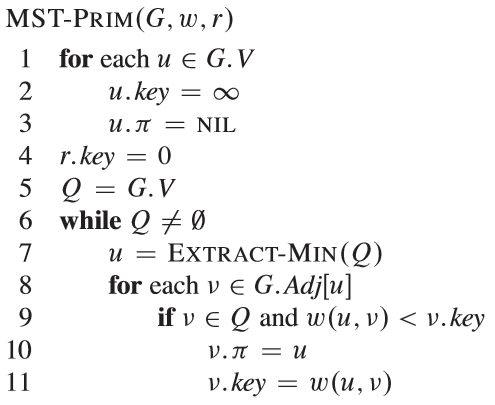 MST-PRIM(G, w, r)
1 for each u ∈ G.V
2 u.key = ∞
3 u.π = NIL
4 r.key = 0
5 Q = G.V
6 while Q ≠ ∅
7 u = EXTRACT-MIN(Q)
8 for each v ∈ G.Adj[u]
9 if v ∈ Q and w(u, v) < v.key
10 v.π = u
11 v.key = w(u, v)